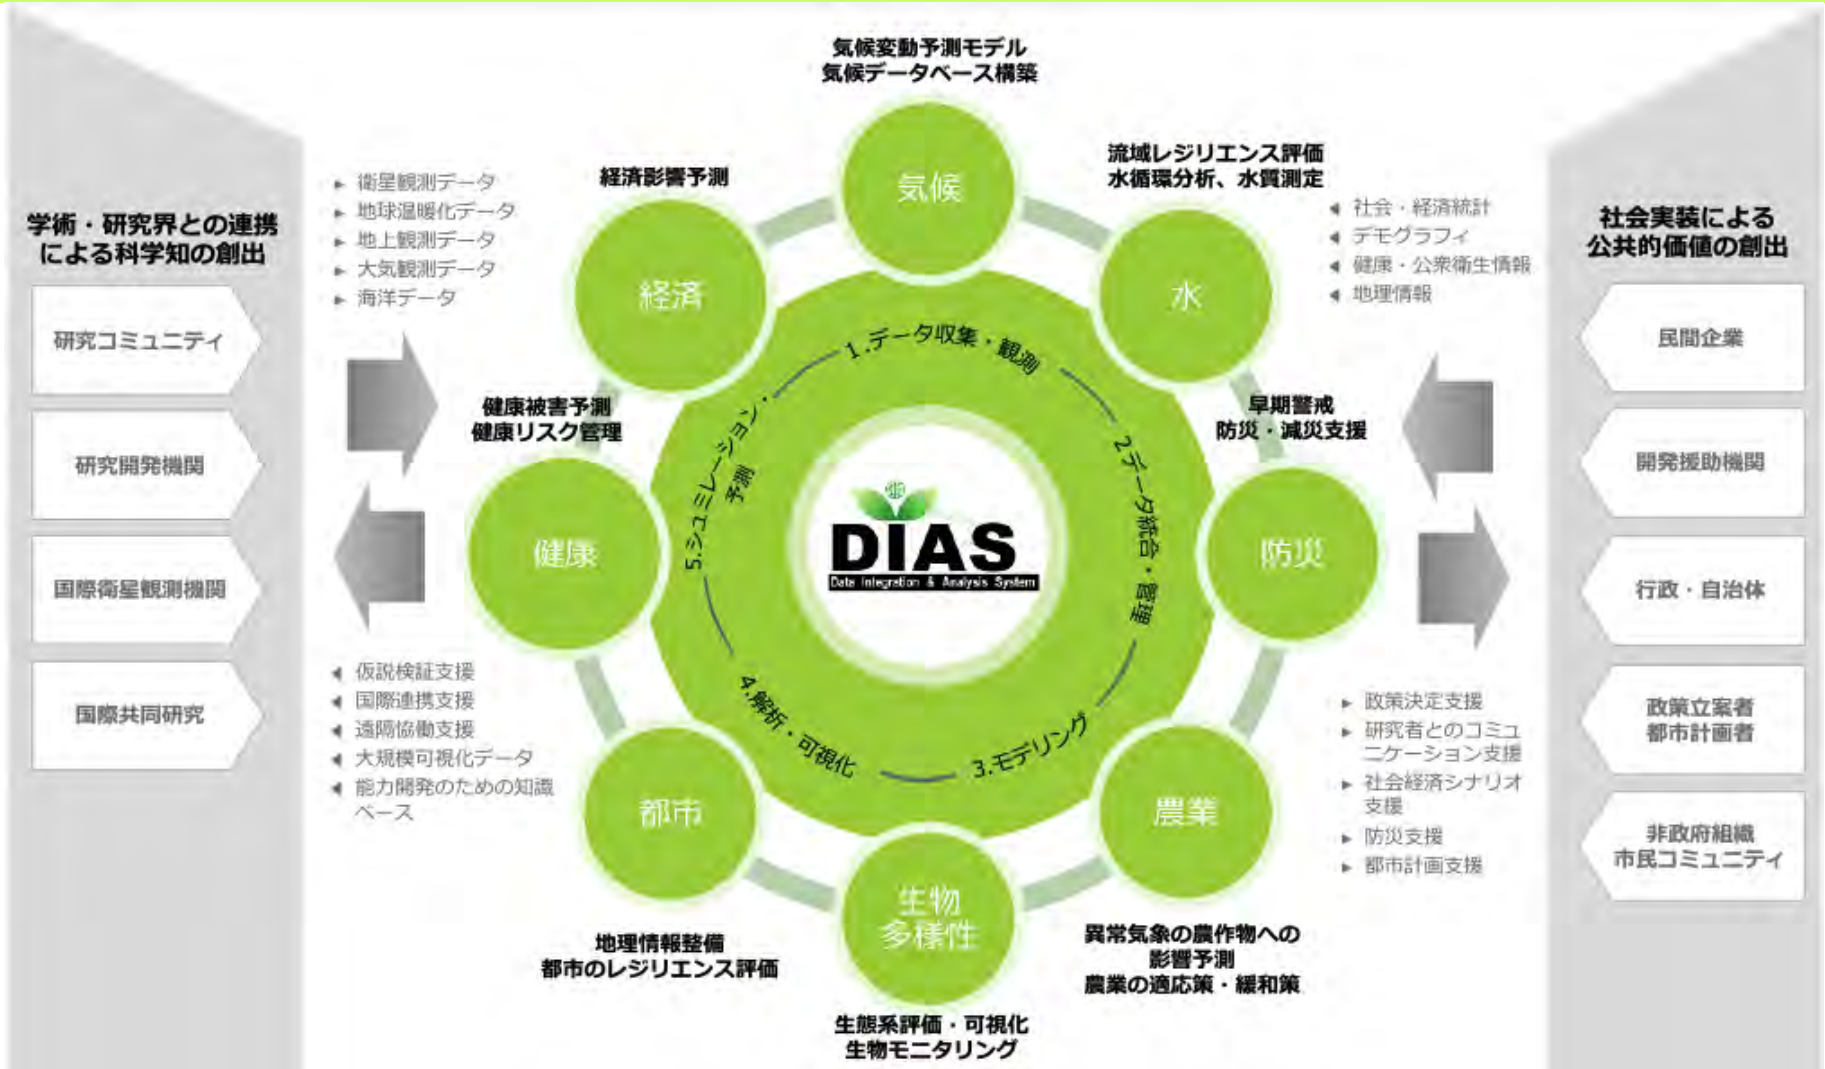 気候変動予測モデル
気候データベース構築
流域レジリエンス評価
水循環分析、水質測定
経済影響予測
学術・研究界との連携
による科学知の創出
研究コミュニティ
研究開発機関
国際衛星観測機関
国際共同研究
衛星観測データ
地球温暖化データ
地上観測データ
大気観測データ
海洋データ
仮説検証支援
国際連携支援
遠隔協働支援
大規模可視化データ
能力開発のための知識
ベース
健康被害予測
健康リスク管理
気候
水
防災
農業
生物
多様性
都市
健康
経済
1.データ収集・観測
2.データ統合・管理
3.モデリング
4.解析・可視化
5.シュミレーション・
予測
DIAS
Data Integration & Analysis System
早期警戒
防災・減災支援
地理情報整備
都市のレジリエンス評価
生態系評価・可視化
生物モニタリング
異常気象の農作物への
影響予測
農業の適応策・緩和策
社会・経済統計
デモグラフィ
健康・公衆衛生情報
地理情報
政策決定支援
研究者とのコミュ
ニケーション支援
社会経済シナリオ
支援
防災支援
都市計画支援
社会実装による
公共的価値の創出
民間企業
開発援助機関
行政・自治体
政策立案者
都市計画者
非政府組織
市民コミュニティ